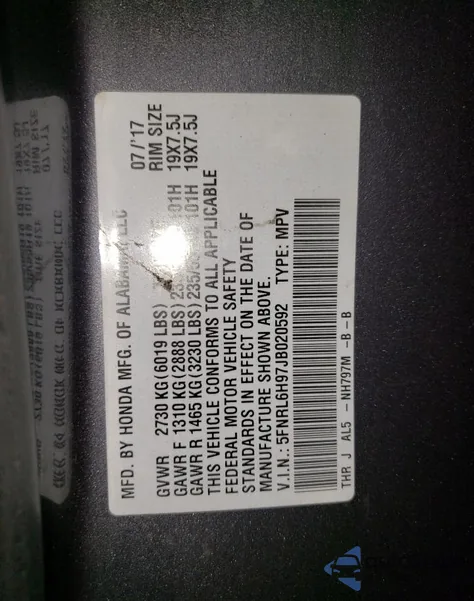 MFD. BY HONDA MFG. OF ALABAMA LLC 07/'17
GVWR 2730 KG (6019 LBS) RIM SIZE
GAWR F 1310 KG (2888 LBS) 101H 19X7.5J
GAWR R 1465 KG (3230 LBS) 101H 19X7.5J
THIS VEHICLE CONFORMS TO ALL APPLICABLE
FEDERAL MOTOR VEHICLE SAFETY
STANDARDS IN EFFECT ON THE DATE OF
MANUFACTURE SHOWN ABOVE.
V.I.N.: 5FNRL6H97JB020592 TYPE: MPV
THR J AL5 - NH797M -B -B